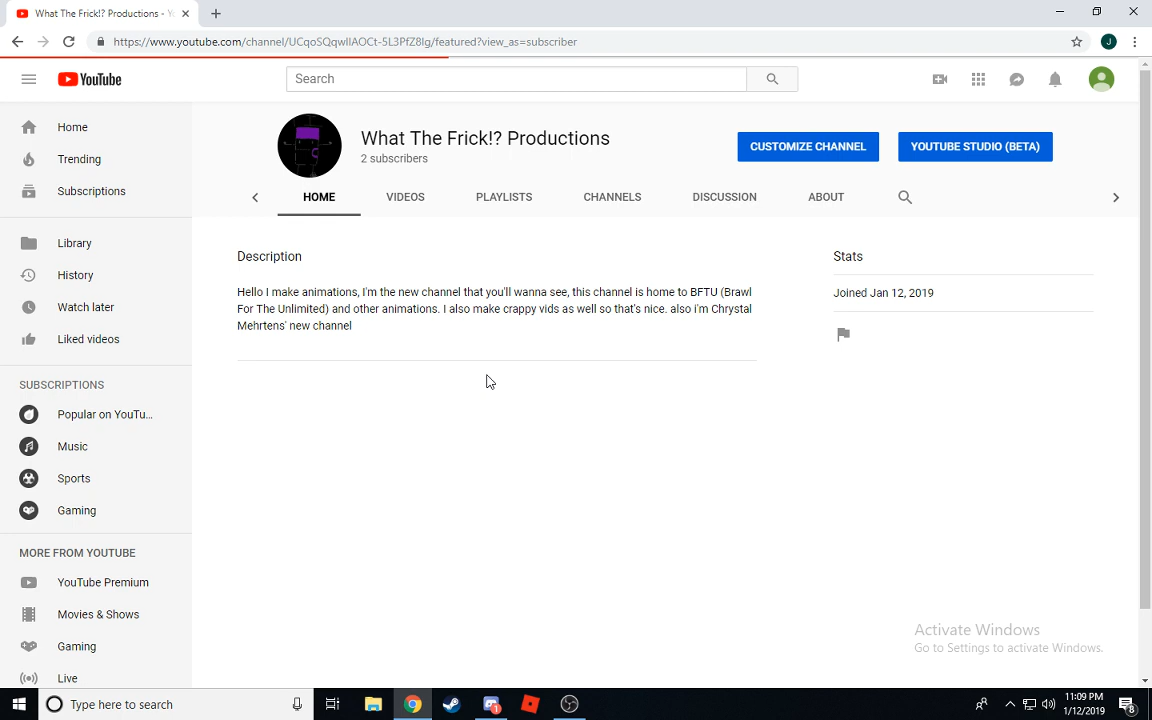 What The Frick!? Productions - Y
https://www.youtube.com/channel/UCqoSQqwllAOCt-5L3PfZ8lg/featured?view_as=subscriber
J
YouTube
Search
Home
Trending
Subscriptions
Library
History
Watch later
Liked videos
SUBSCRIPTIONS
Popular on YouTu...
Music
Sports
Gaming
MORE FROM YOUTUBE
YouTube Premium
Movies & Shows
Gaming
Live
What The Frick!? Productions
2 subscribers
CUSTOMIZE CHANNEL
YOUTUBE STUDIO (BETA)
HOME
VIDEOS
PLAYLISTS
CHANNELS
DISCUSSION
ABOUT
Description
Hello I make animations, I'm the new channel that you'll wanna see, this channel is home to BFTU (Brawl
For The Unlimited) and other animations. I also make crappy vids as well so that's nice. also i'm Chrystal
Mehrtens' new channel
Stats
Joined Jan 12, 2019
Activate Windows
Go to Settings to activate Windows.
Type here to search
1
11:09 PM
1/12/2019
8